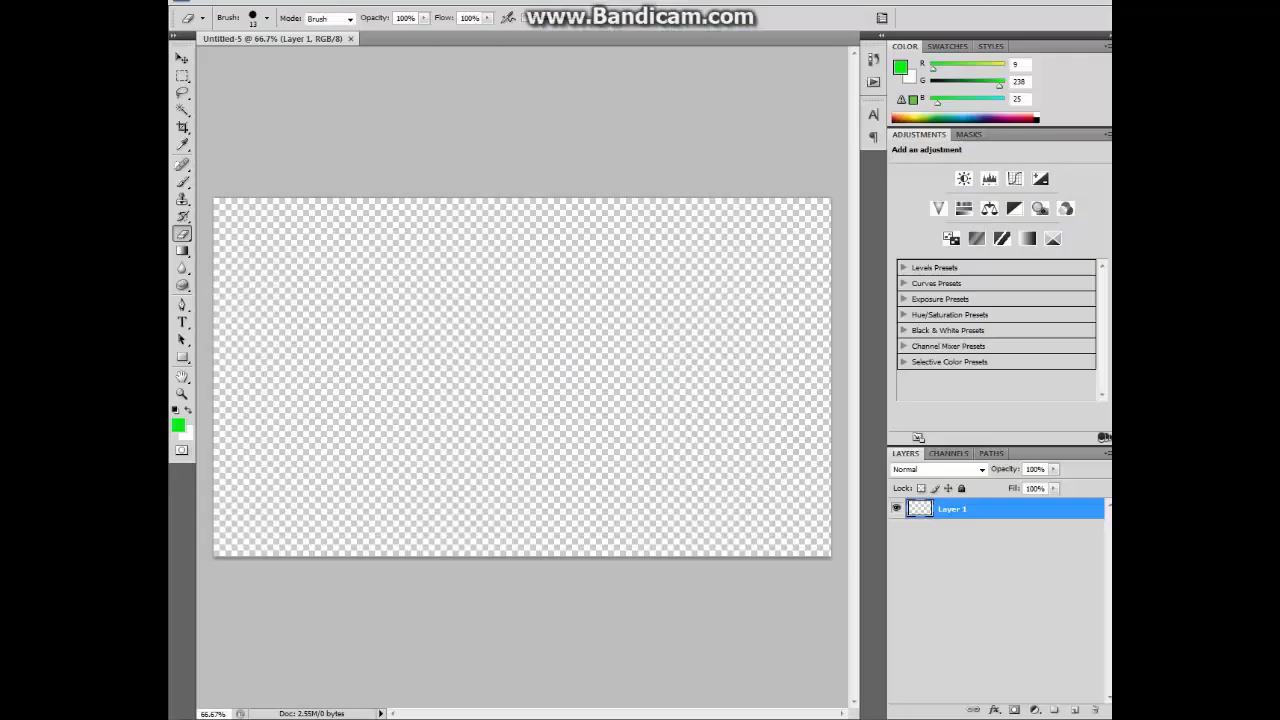 www.Bandicam.com
Brush: 13 Mode: Brush Opacity: 100% Flow: 100%
Untitled-5 @ 66.7% (Layer 1, RGB/8) ×
COLOR SWATCHES STYLES
R 9
G 238
B 25
ADJUSTMENTS MASKS
Add an adjustment
Levels Presets
Curves Presets
Exposure Presets
Hue/Saturation Presets
Black & White Presets
Channel Mixer Presets
Selective Color Presets
LAYERS CHANNELS PATHS
Normal Opacity: 100%
Lock: Fill: 100%
Layer 1
66.67% Doc: 2.55M/0 bytes